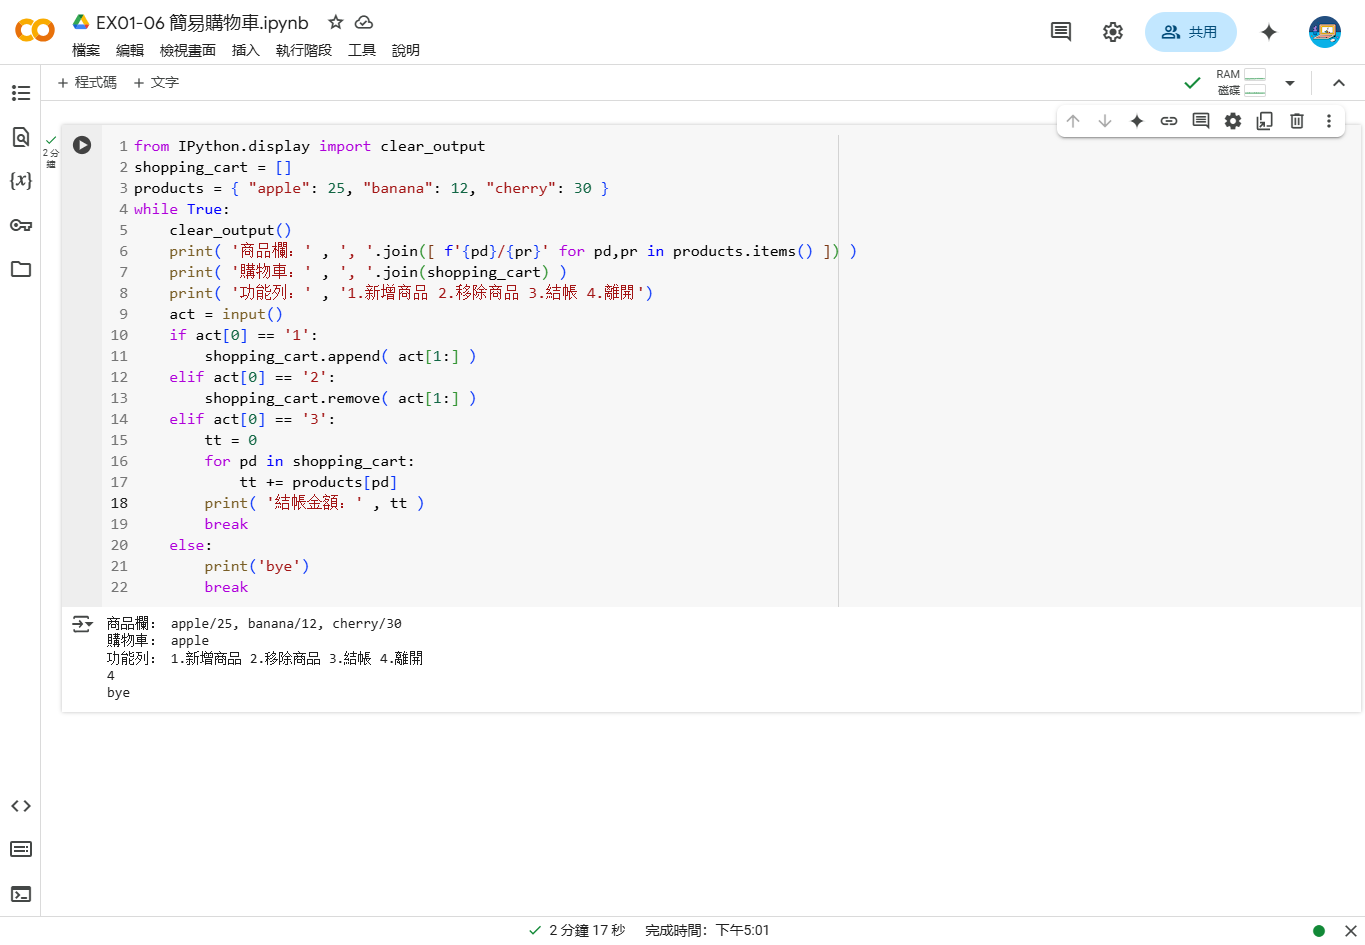 EX01-06 簡易購物車.ipynb
檔案 編輯 檢視畫面 插入 執行階段 工具 說明
共用
+ 程式碼 + 文字
RAM
磁碟
2 分鐘
1 from IPython.display import clear_output
2 shopping_cart = []
3 products = { "apple": 25, "banana": 12, "cherry": 30 }
4 while True:
5     clear_output()
6     print( '商品欄：' , ', '.join([ f'{pd}/{pr}' for pd,pr in products.items() ]) )
7     print( '購物車：' , ', '.join(shopping_cart) )
8     print( '功能列：' , '1.新增商品 2.移除商品 3.結帳 4.離開')
9     act = input()
10     if act[0] == '1':
11         shopping_cart.append( act[1:] )
12     elif act[0] == '2':
13         shopping_cart.remove( act[1:] )
14     elif act[0] == '3':
15         tt = 0
16         for pd in shopping_cart:
17             tt += products[pd]
18         print( '結帳金額：' , tt )
19         break
20     else:
21         print('bye')
22         break
商品欄： apple/25, banana/12, cherry/30
購物車： apple
功能列： 1.新增商品 2.移除商品 3.結帳 4.離開
4
bye
2 分鐘 17 秒 完成時間：下午5:01